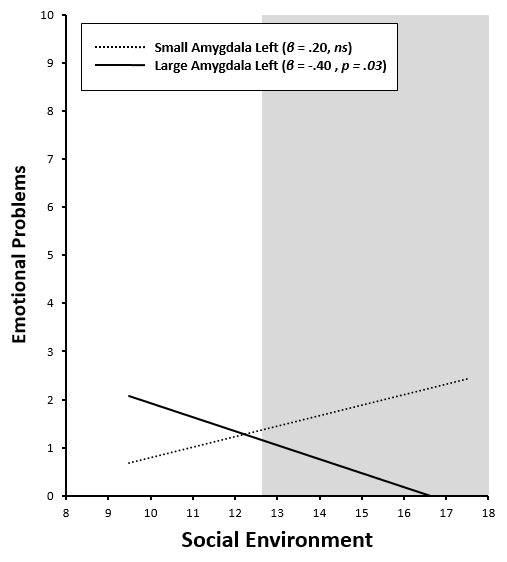 10
9
8
7
6
5
4
3
2
1
0
Small Amygdala Left (β = .20, ns)
Large Amygdala Left (β = -.40 , p = .03)
Emotional Problems
8 9 10 11 12 13 14 15 16 17 18
Social Environment